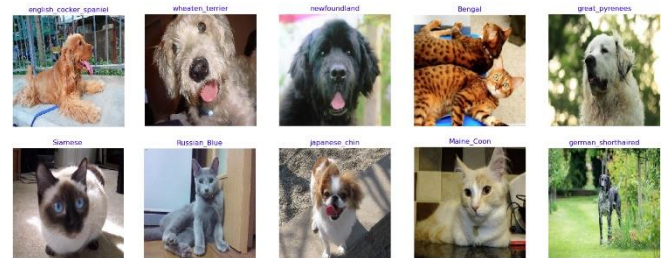 english_cocker_spaniel
wheaten_terrier
newfoundland
Bengal
great_pyrenees
Siamese
Russian_Blue
japanese_chin
Maine_Coon
german_shorthaired